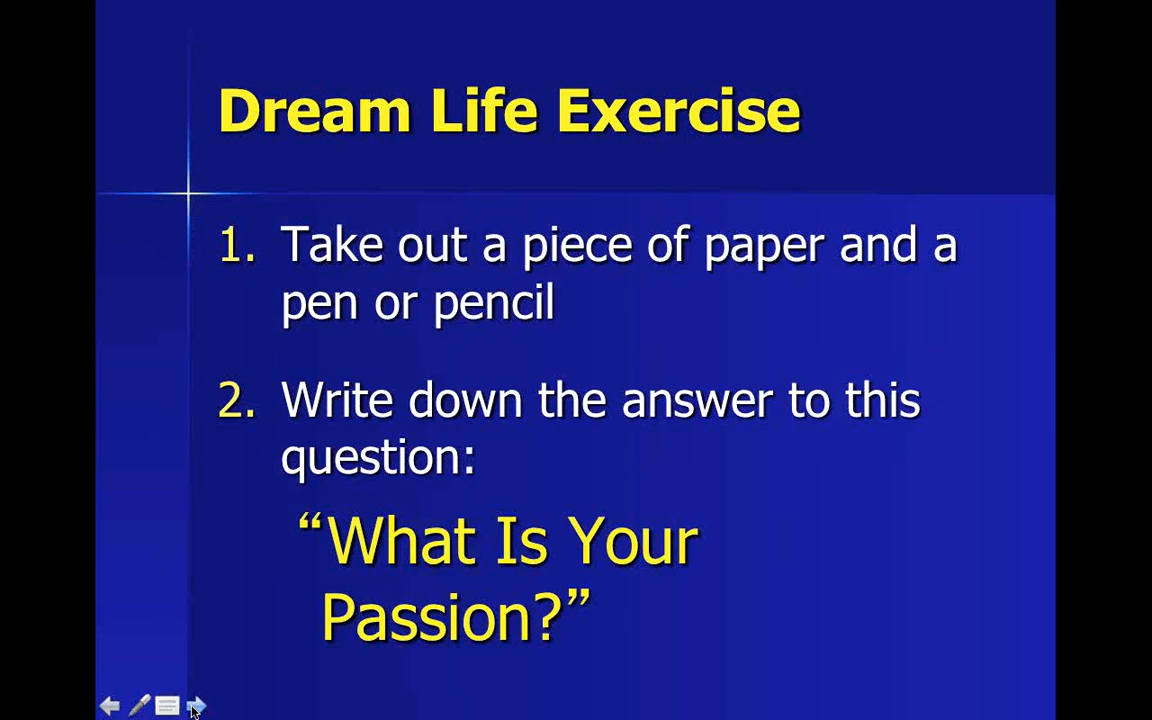 Dream Life Exercise
1. Take out a piece of paper and a
pen or pencil
2. Write down the answer to this
question:
“What Is Your
Passion?”